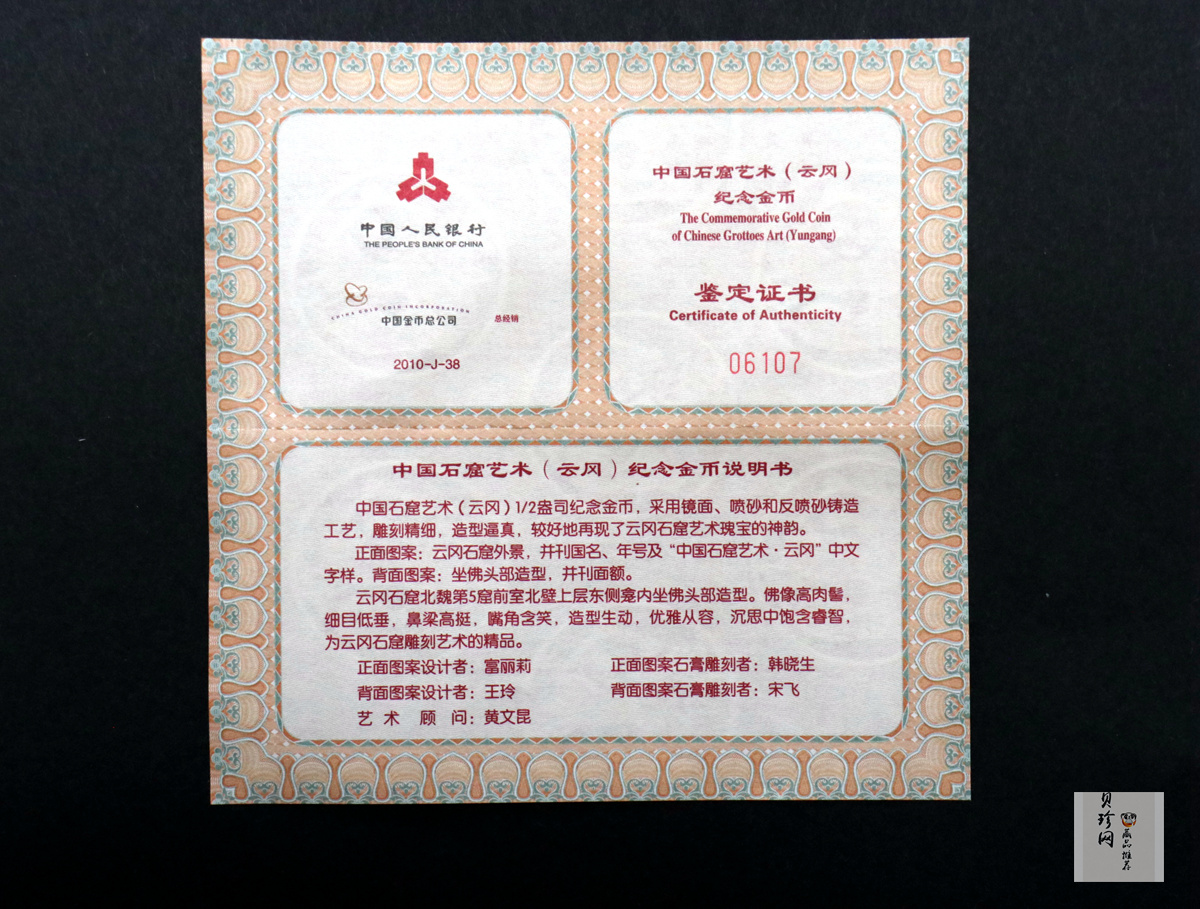 中国人民银行
THE PEOPLE'S BANK OF CHINA
CHINA GOLD COIN INCORPORATION
中国金币总公司
总经销
2010-J-38
中国石窟艺术（云冈）
纪念金币
The Commemorative Gold Coin
of Chinese Grottoes Art (Yungang)
鉴定证书
Certificate of Authenticity
06107
中国石窟艺术（云冈）纪念金币说明书
中国石窟艺术（云冈）1/2盎司纪念金币，采用镜面、喷砂和反喷砂铸造
工艺，雕刻精细，造型逼真，较好地再现了云冈石窟艺术瑰宝的神韵。
正面图案：云冈石窟外景，并刊国名、年号及“中国石窟艺术·云冈”中文
字样。背面图案：坐佛头部造型，并刊面额。
云冈石窟北魏第5窟前室北壁上层东侧龛内坐佛头部造型。佛像高肉髻，
细目低垂，鼻梁高挺，嘴角含笑，造型生动，优雅从容，沉思中饱含睿智，
为云冈石窟雕刻艺术的精品。
正面图案设计者：富丽莉 正面图案石膏雕刻者：韩晓生
背面图案设计者：王玲 背面图案石膏雕刻者：宋飞
艺术顾问：黄文昆
贝珍网
藏品推荐